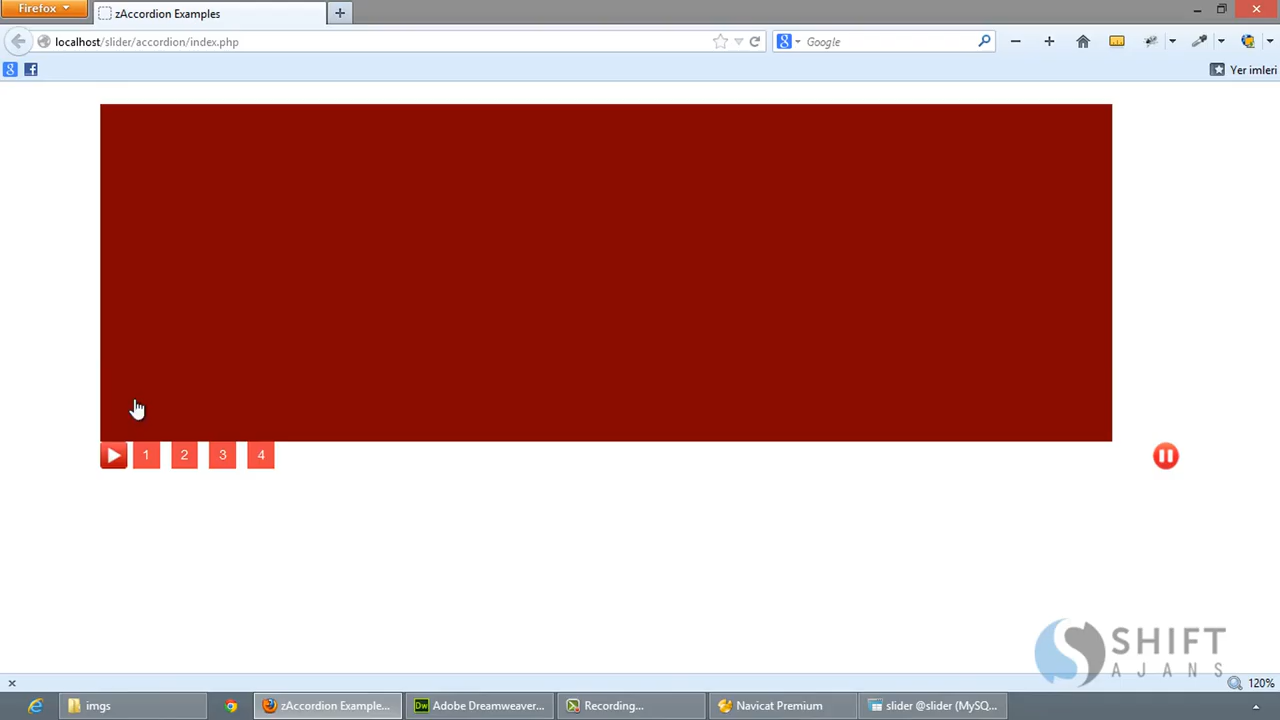 Firefox
zAccordion Examples
localhost/slider/accordion/index.php
Google
Yer imleri
1 2 3 4
SHIFT
AJANS
120%
imgs
zAccordion Example...
Adobe Dreamweaver...
Recording...
Navicat Premium
slider @slider (MySQ...